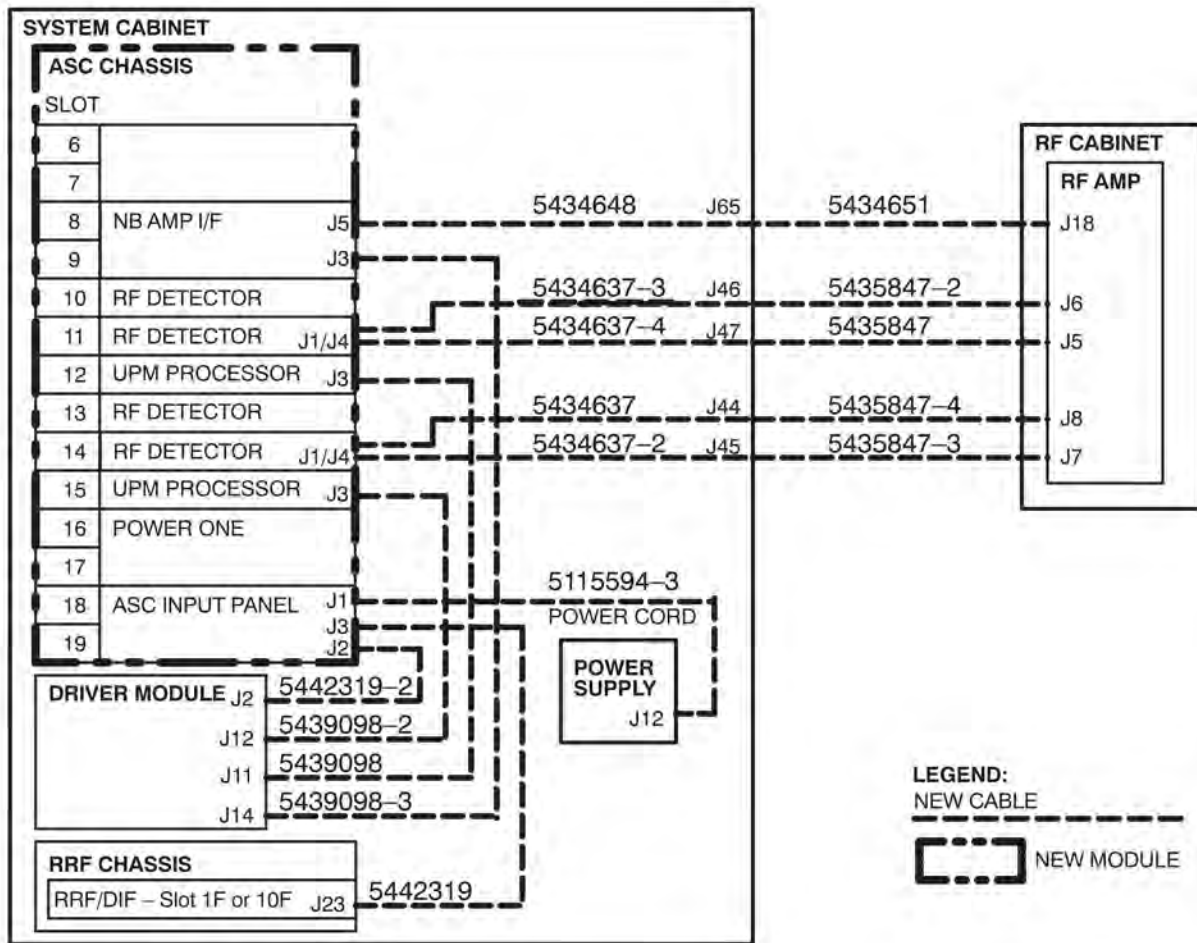 SYSTEM CABINET
ASC CHASSIS
SLOT
6
7
8 NB AMP I/F J5
9 J3
10 RF DETECTOR
11 RF DETECTOR J1/J4
12 UPM PROCESSOR J3
13 RF DETECTOR
14 RF DETECTOR J1/J4
15 UPM PROCESSOR J3
16 POWER ONE
17
18 ASC INPUT PANEL J1
J3
19 J2
5434648 J65 5434651
5434637–3 J46 5435847–2
5434637–4 J47 5435847
5434637 J44 5435847–4
5434637–2 J45 5435847–3
RF CABINET
RF AMP
J18
J6
J5
J8
J7
5115594–3
POWER CORD
POWER
SUPPLY
J12
DRIVER MODULE J2 5442319–2
J12 5439098–2
J11 5439098
J14 5439098–3
RRF CHASSIS
RRF/DIF – Slot 1F or 10F J23 5442319
LEGEND:
NEW CABLE
NEW MODULE